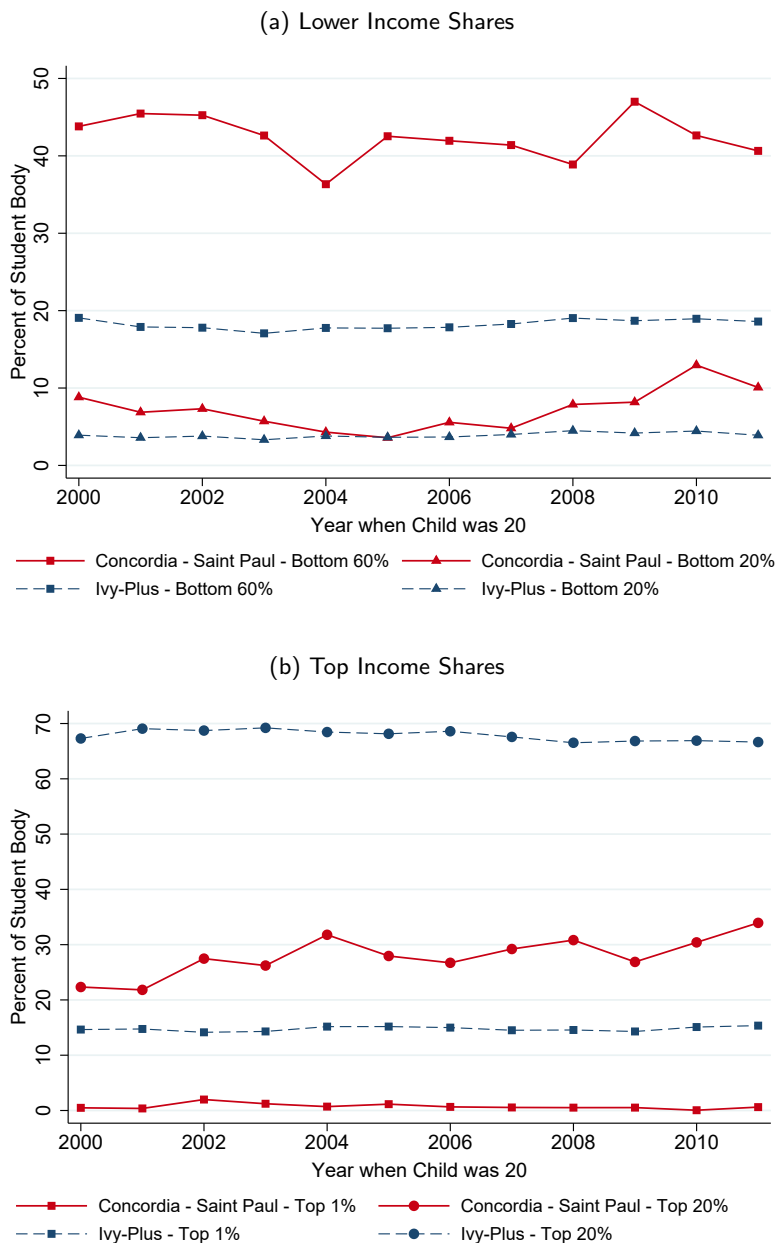 (a) Lower Income Shares
Percent of Student Body
50
40
30
20
10
0
2000 2002 2004 2006 2008 2010
Year when Child was 20
Concordia - Saint Paul - Bottom 60% Concordia - Saint Paul - Bottom 20%
Ivy-Plus - Bottom 60% Ivy-Plus - Bottom 20%
(b) Top Income Shares
Percent of Student Body
70
60
50
40
30
20
10
0
2000 2002 2004 2006 2008 2010
Year when Child was 20
Concordia - Saint Paul - Top 1% Concordia - Saint Paul - Top 20%
Ivy-Plus - Top 1% Ivy-Plus - Top 20%